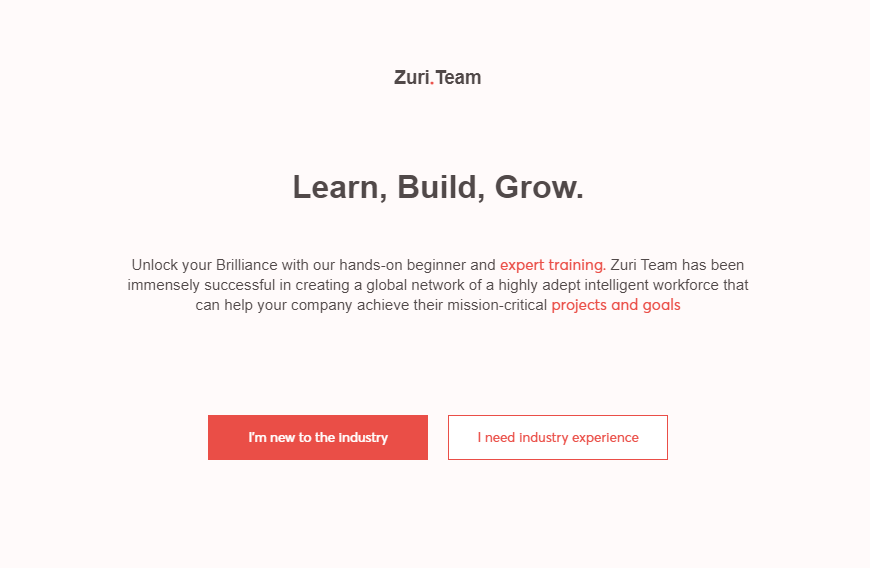 Zuri.Team
Learn, Build, Grow.
Unlock your Brilliance with our hands-on beginner and expert training. Zuri Team has been
immensely successful in creating a global network of a highly adept intelligent workforce that
can help your company achieve their mission-critical projects and goals
I'm new to the industry
I need industry experience